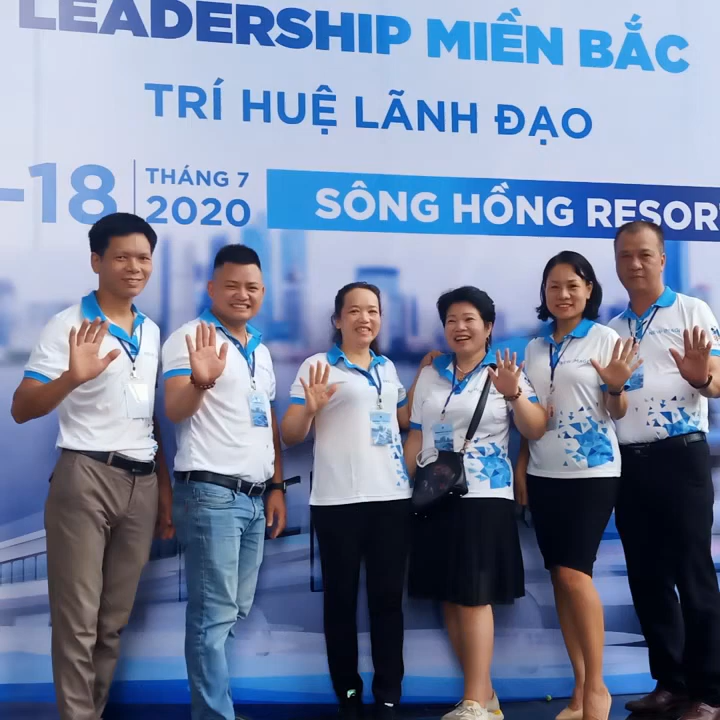 LEADERSHIP MIỀN BẮC
TRÍ HUỆ LÃNH ĐẠO
-18 THÁNG 7
2020
SÔNG HỒNG RESOR